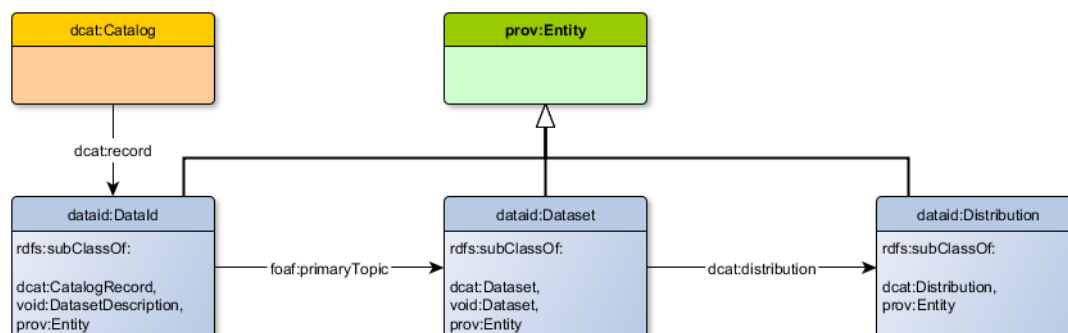 dcat:Catalog
prov:Entity
dcat:record
dataid:DataId
rdfs:subClassOf:
dcat:CatalogRecord,
void:DatasetDescription,
prov:Entity
foaf:primaryTopic
dataid:Dataset
rdfs:subClassOf:
dcat:Dataset,
void:Dataset,
prov:Entity
dcat:distribution
dataid:Distribution
rdfs:subClassOf:
dcat:Distribution,
prov:Entity